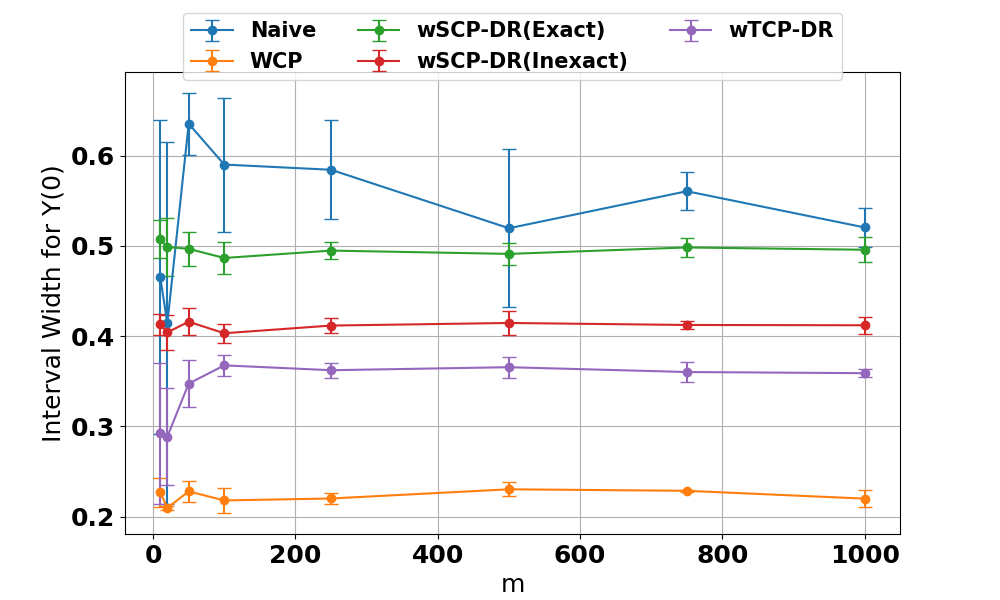 Naive
WCP
wSCP-DR(Exact)
wSCP-DR(Inexact)
wTCP-DR
Interval Width for Y(0)
0.6
0.5
0.4
0.3
0.2
0 200 400 600 800 1000
m